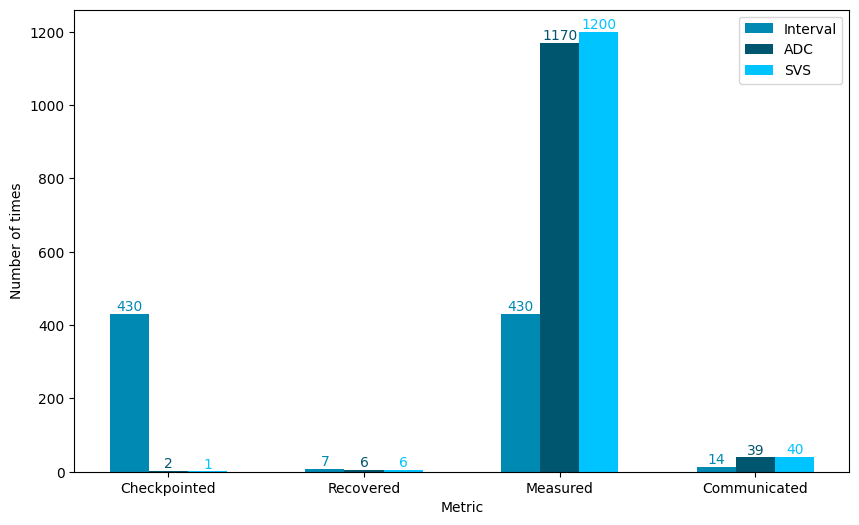 Interval
ADC
SVS
Number of times
1200
1000
800
600
400
200
0
430
2
1
7
6
6
430
1170
1200
14
39
40
Checkpointed
Recovered
Measured
Communicated
Metric